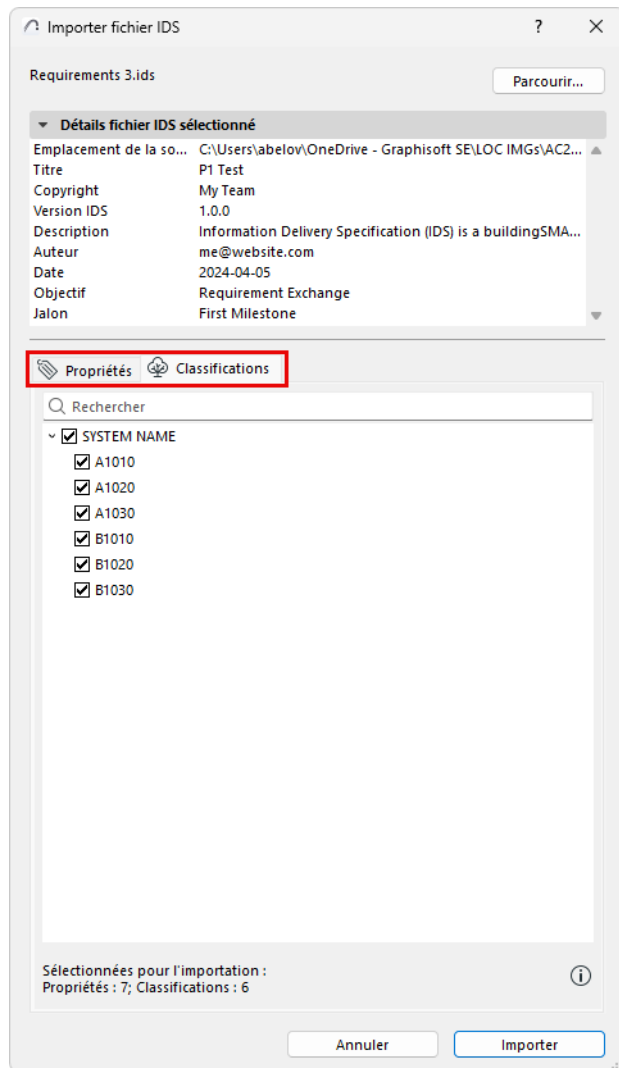 Importer fichier IDS ?
Requirements 3.ids
Parcourir...
Détails fichier IDS sélectionné
Emplacement de la so... C:\Users\abelov\OneDrive - Graphisoft SE\LOC IMGs\AC2...
Titre P1 Test
Copyright My Team
Version IDS 1.0.0
Description Information Delivery Specification (IDS) is a buildingSMA...
Auteur me@website.com
Date 2024-04-05
Objectif Requirement Exchange
Jalon First Milestone
Propriétés Classifications
Rechercher
SYSTEM NAME
A1010
A1020
A1030
B1010
B1020
B1030
Sélectionnées pour l'importation :
Propriétés : 7; Classifications : 6
Annuler Importer